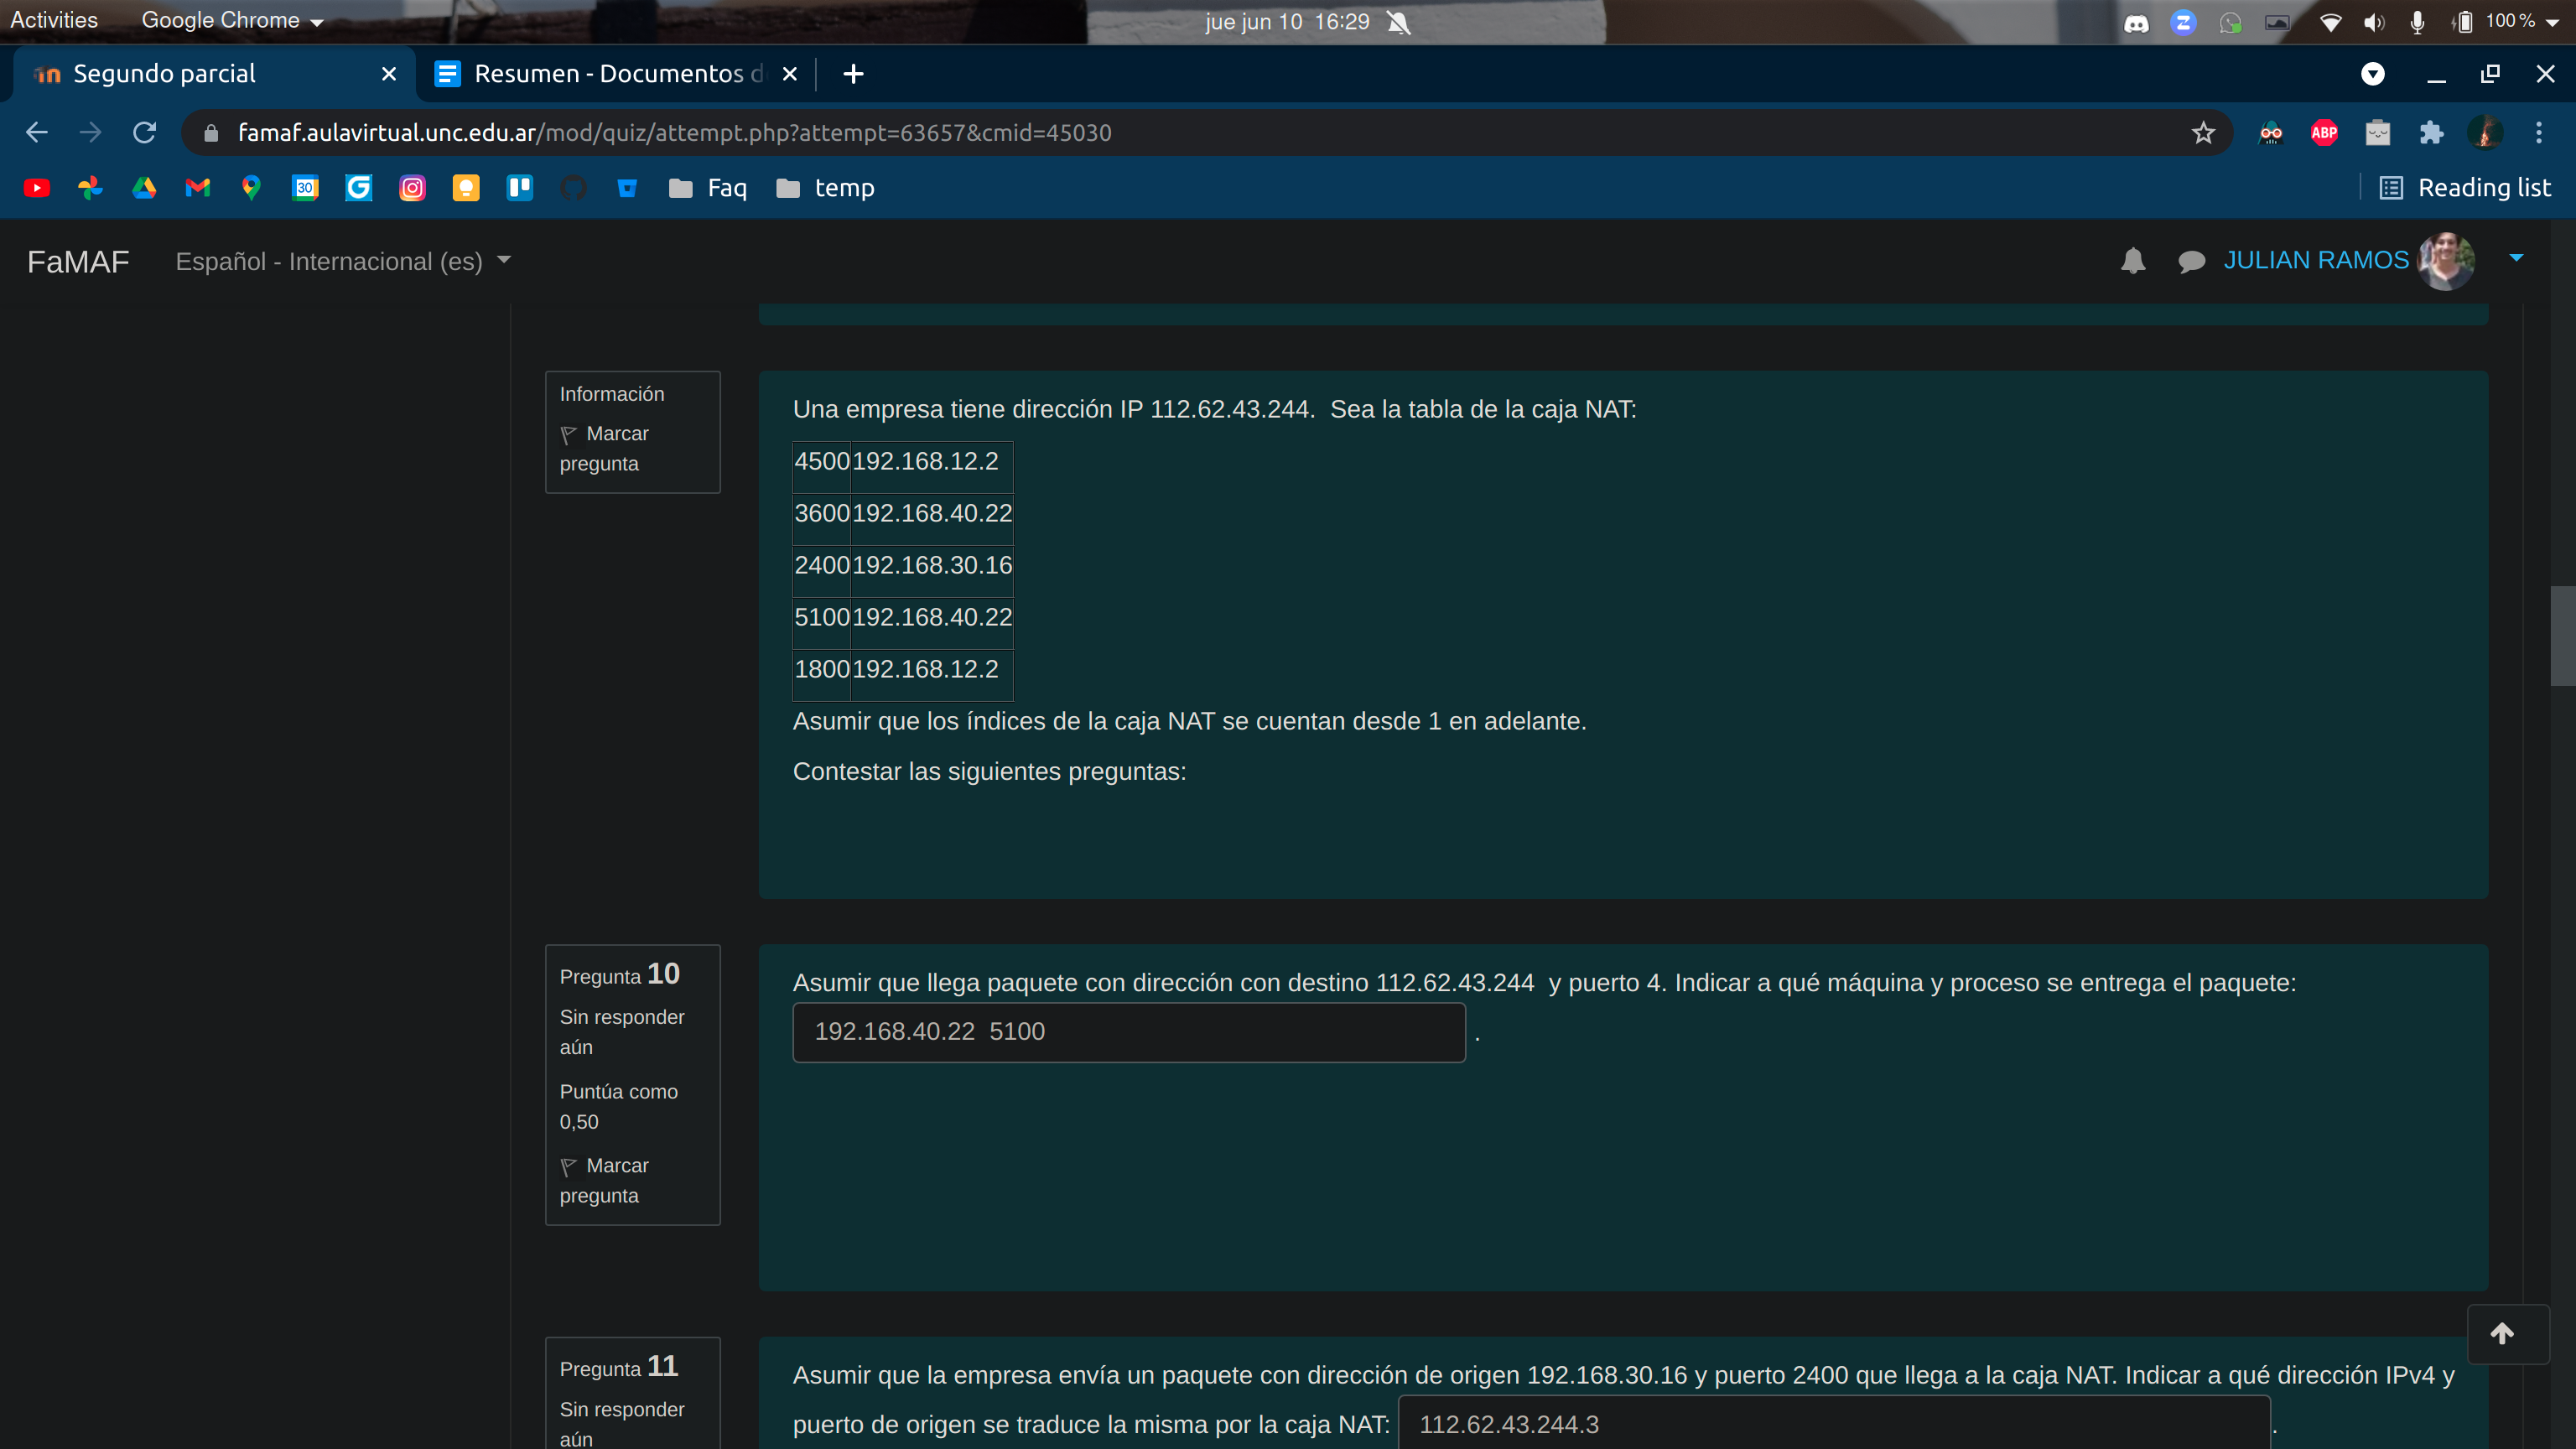 Activities Google Chrome jue jun 10 16:29 100 %
Segundo parcial Resumen - Documentos d
famaf.aulavirtual.unc.edu.ar/mod/quiz/attempt.php?attempt=63657&cmid=45030 ABP
30 Faq temp Reading list
FaMAF Español - Internacional (es) JULIAN RAMOS
Información
Marcar
pregunta
Una empresa tiene dirección IP 112.62.43.244. Sea la tabla de la caja NAT:
4500 192.168.12.2
3600 192.168.40.22
2400 192.168.30.16
5100 192.168.40.22
1800 192.168.12.2
Asumir que los índices de la caja NAT se cuentan desde 1 en adelante.
Contestar las siguientes preguntas:
Pregunta 10
Sin responder
aún
Puntúa como
0,50
Marcar
pregunta
Asumir que llega paquete con dirección con destino 112.62.43.244 y puerto 4. Indicar a qué máquina y proceso se entrega el paquete:
192.168.40.22 5100 .
Pregunta 11
Sin responder
aún
Asumir que la empresa envía un paquete con dirección de origen 192.168.30.16 y puerto 2400 que llega a la caja NAT. Indicar a qué dirección IPv4 y
puerto de origen se traduce la misma por la caja NAT: 112.62.43.244.3 .